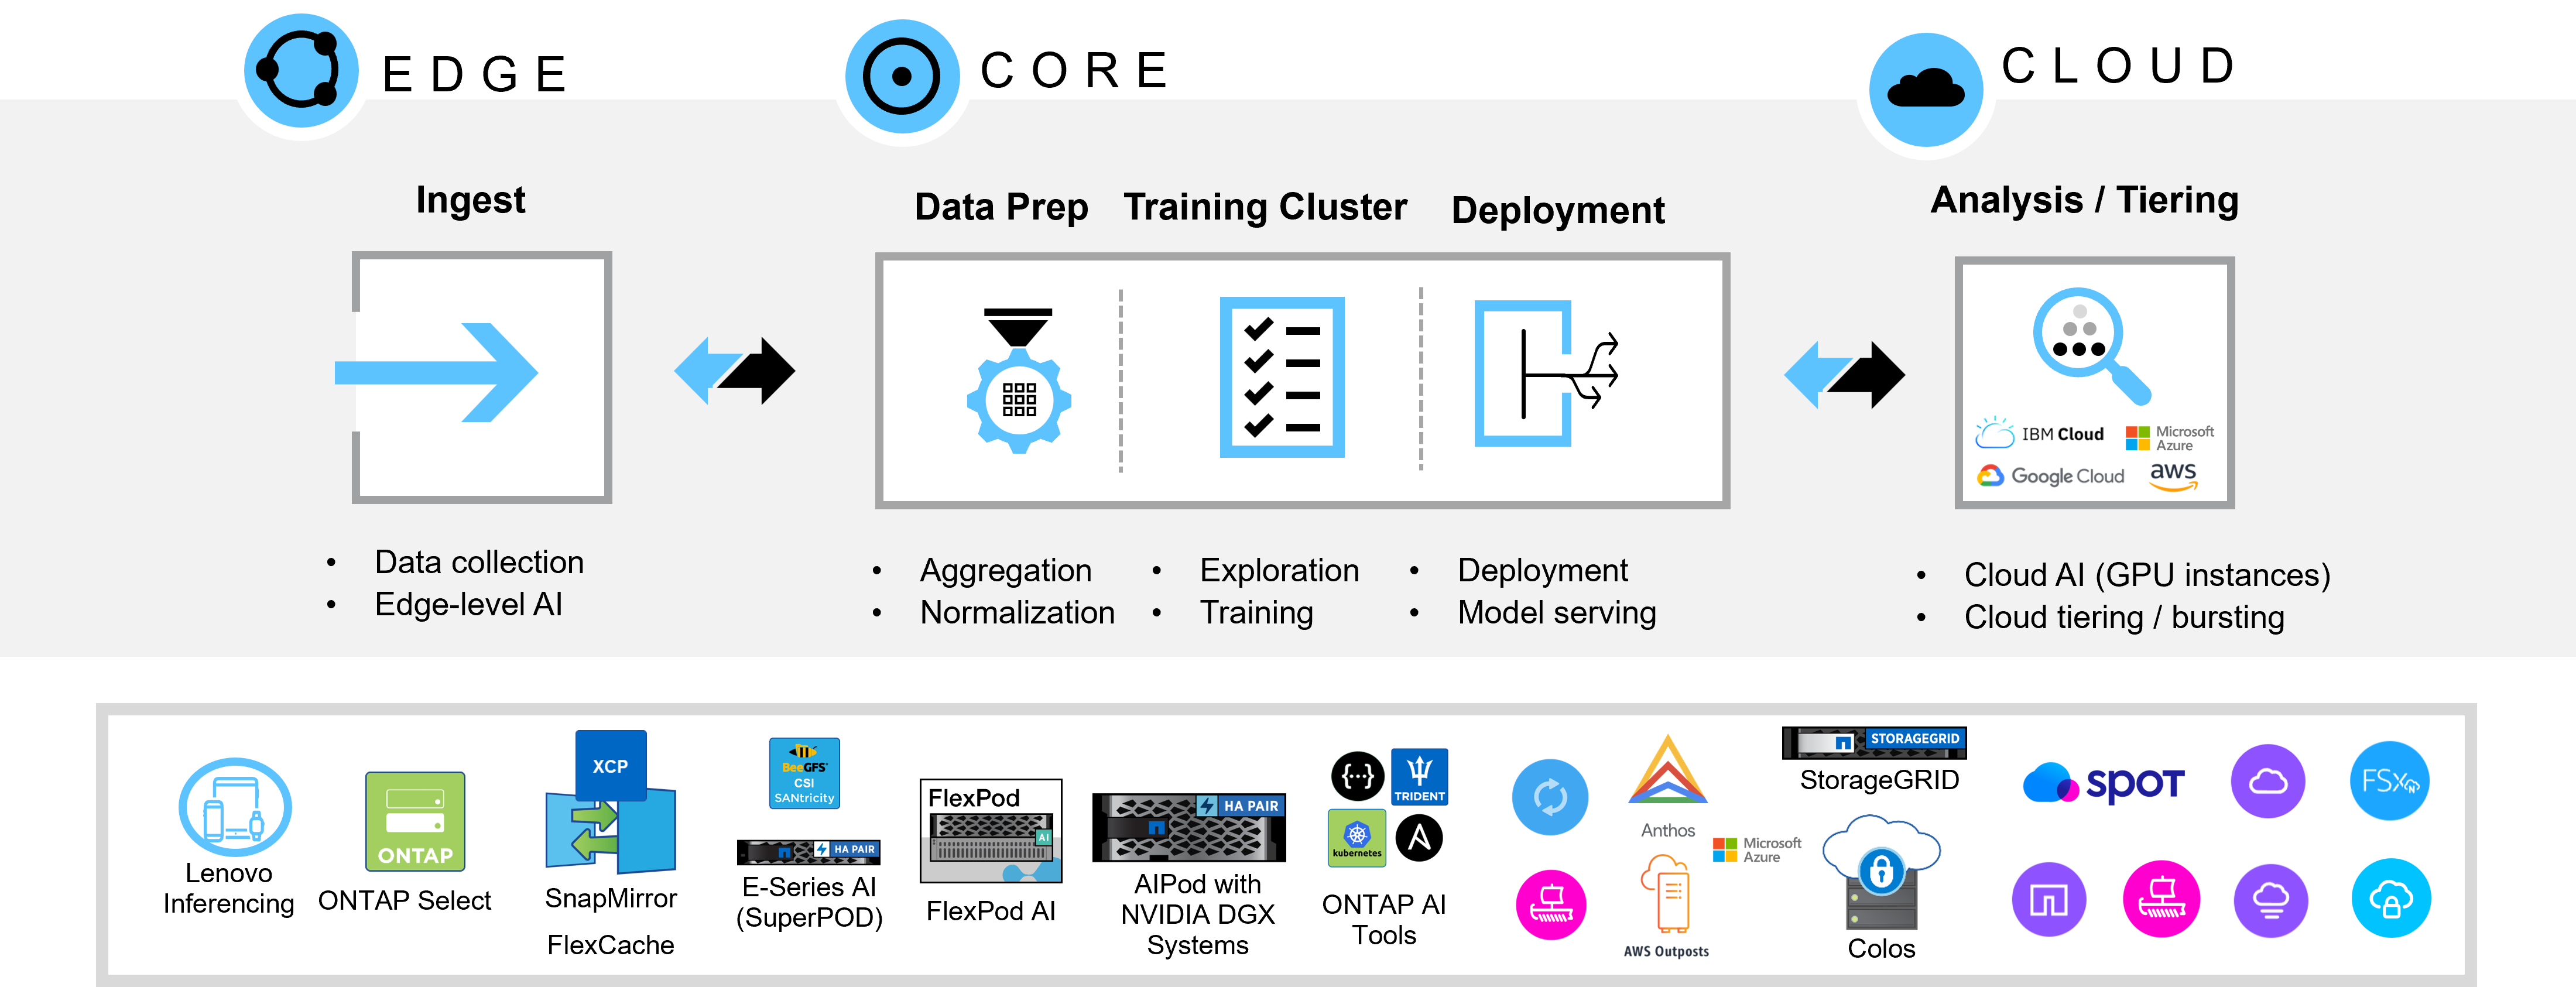 EDGE
CORE
CLOUD
Ingest
Data Prep
Training Cluster
Deployment
Analysis / Tiering
IBM Cloud
Microsoft
Azure
Google Cloud
aws
• Data collection
• Edge-level AI
• Aggregation
• Normalization
• Exploration
• Training
• Deployment
• Model serving
• Cloud AI (GPU instances)
• Cloud tiering / bursting
Lenovo
Inferencing
ONTAP
ONTAP Select
XCP
SnapMirror
FlexCache
BeeGFS
CSI
SANtricity
HA PAIR
E-Series AI
(SuperPOD)
FlexPod
AI
FlexPod AI
HA PAIR
AIPod with
NVIDIA DGX
Systems
{...}
TRIDENT
kubernetes
ONTAP AI
Tools
Anthos
Microsoft
Azure
AWS Outposts
STORAGEGRID
StorageGRID
Colos
spot
FSxN